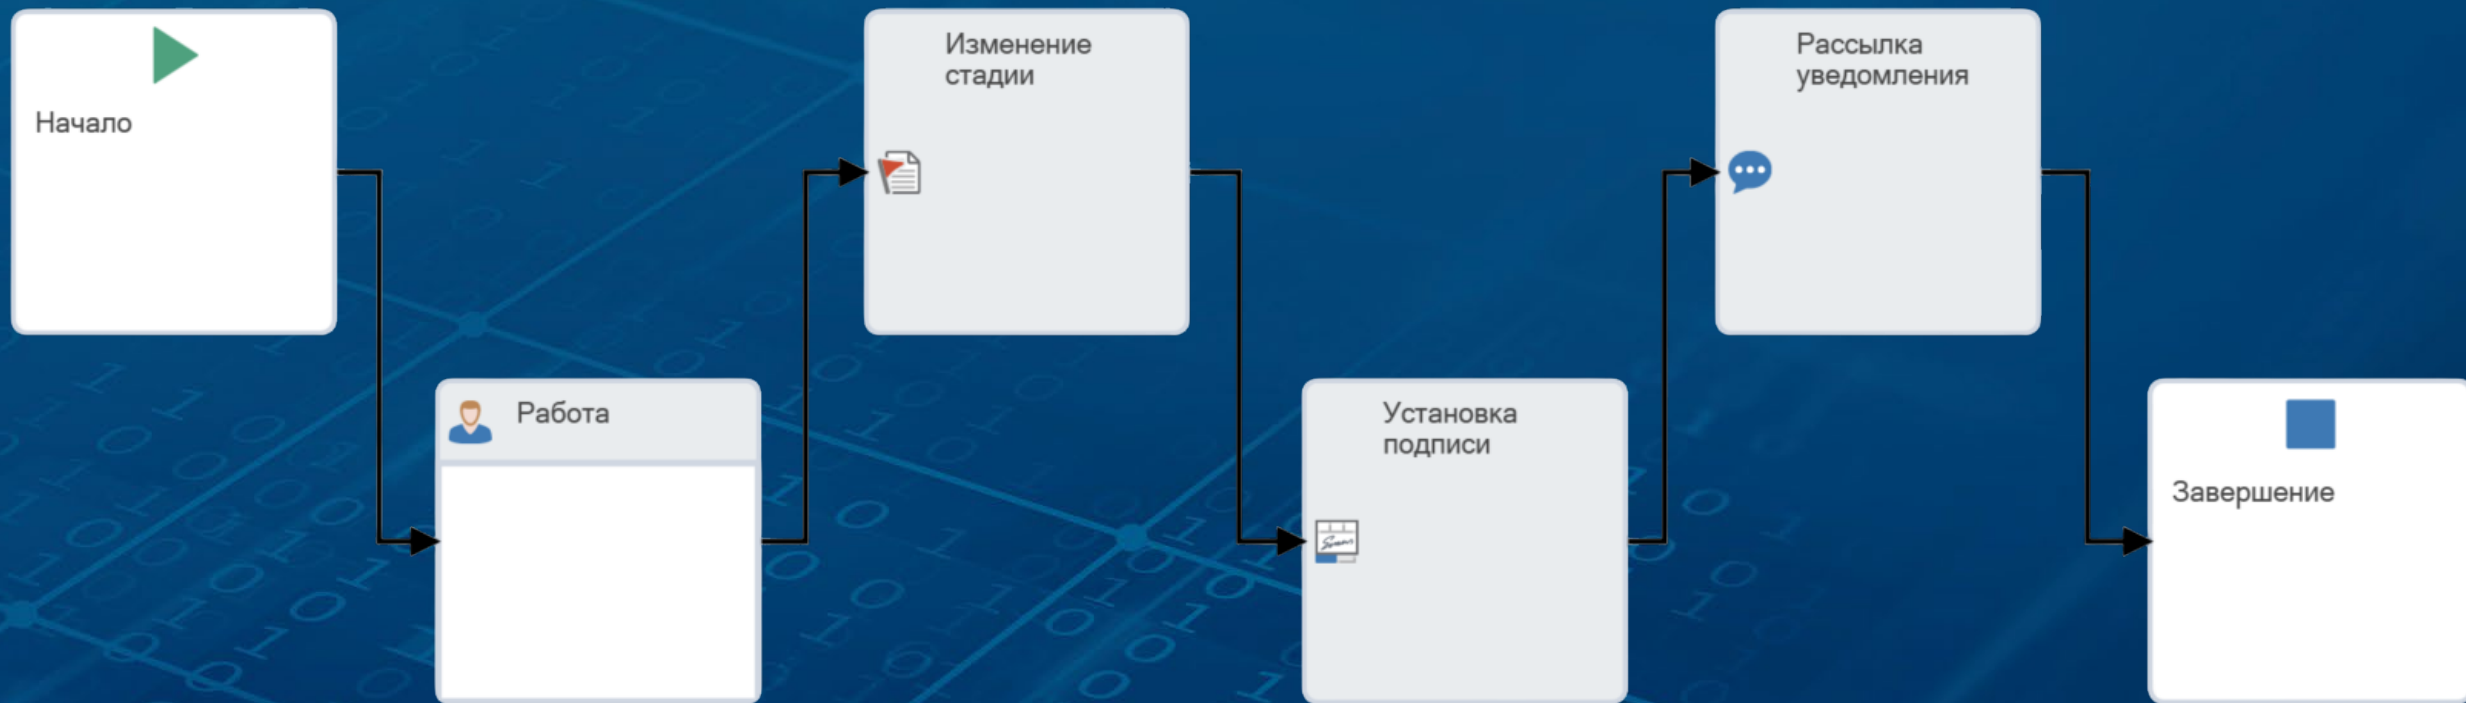 Начало
Работа
Изменение
стадии
Установка
подписи
Рассылка
уведомления
Завершение